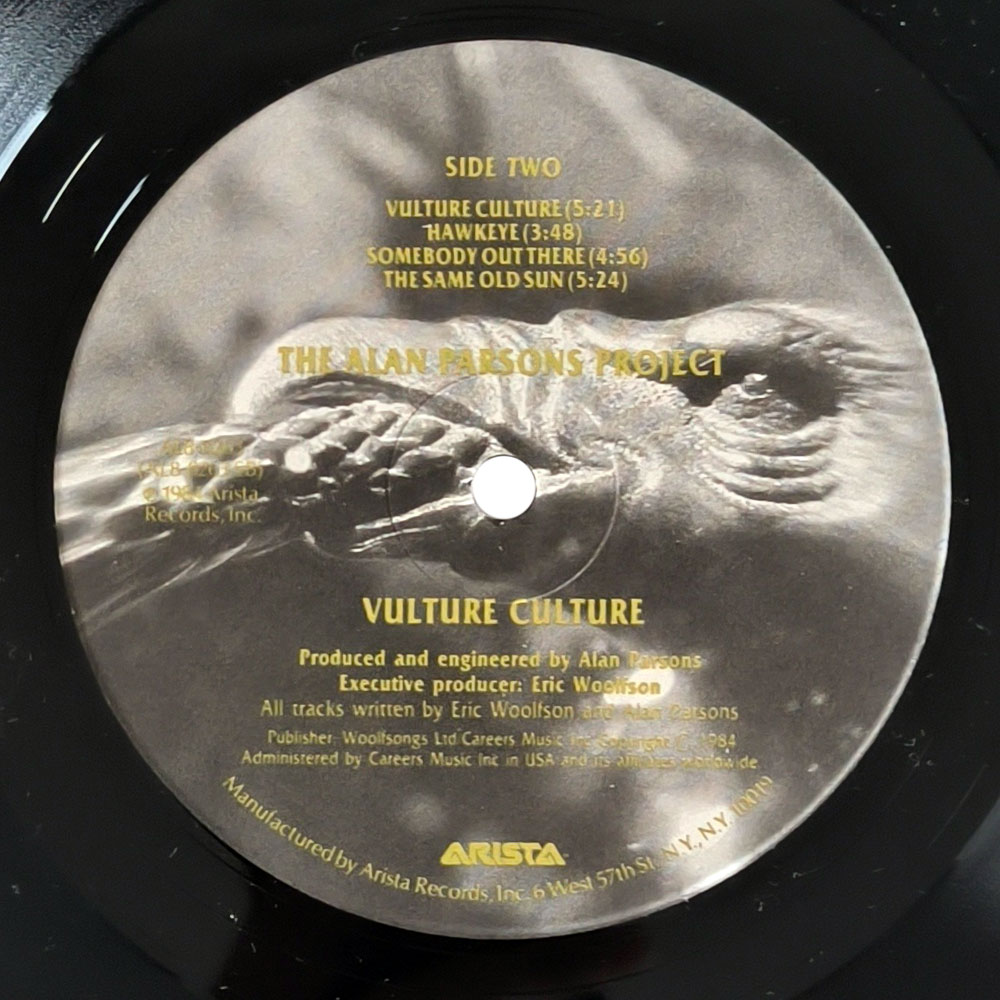 SIDE TWO
VULTURE CULTURE (5:21)
HAWKEYE (3:48)
SOMEBODY OUT THERE (4:56)
THE SAME OLD SUN (5:24)
THE ALAN PARSONS PROJECT
Arista
Records, Inc.
VULTURE CULTURE
Produced and engineered by Alan Parsons
Executive producer: Eric Woolfson
All tracks written by Eric Woolfson and Alan Parsons
Publisher: Woolfsongs Ltd/Careers Music Inc Copyright © 1984
Administered by Careers Music Inc in USA and its affiliates worldwide.
ARISTA
Manufactured by Arista Records, Inc. 6 West 57th St. N.Y., N.Y. 10019